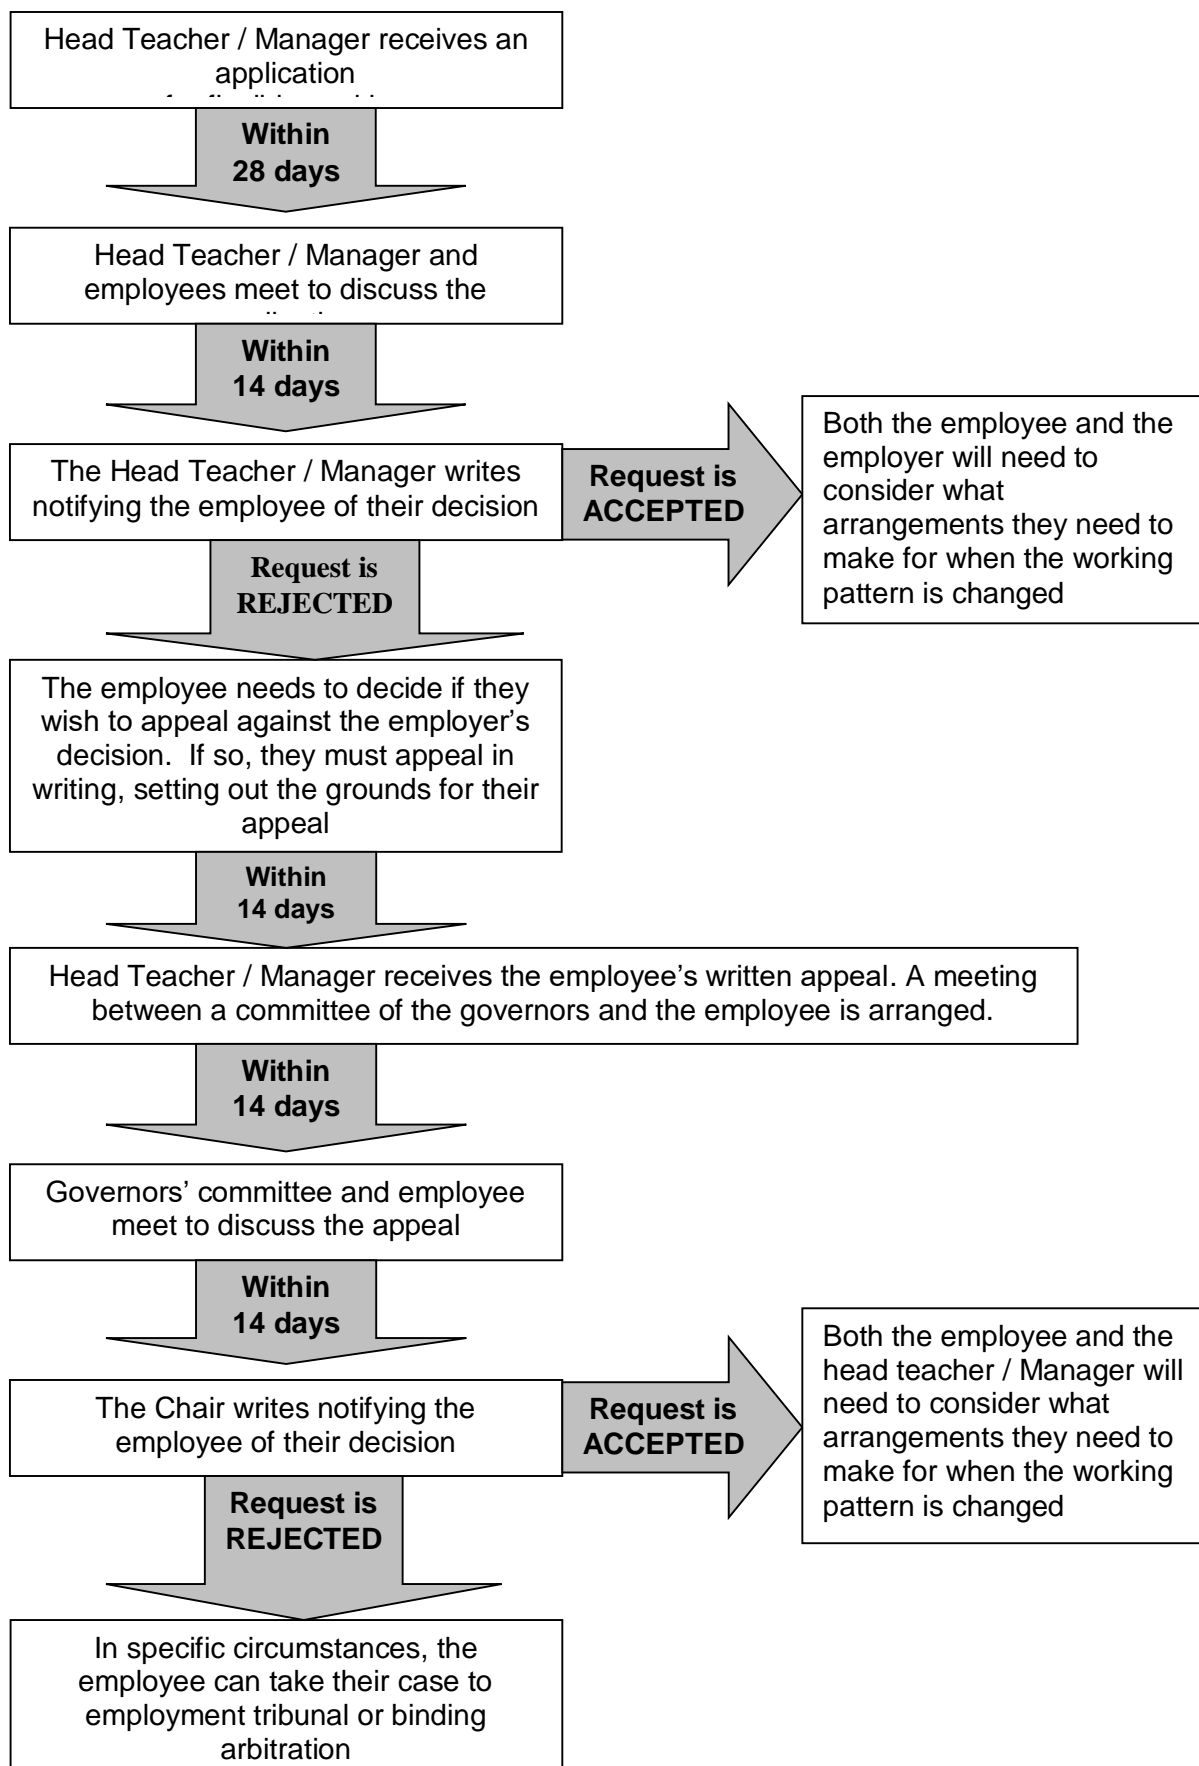 Head Teacher / Manager receives an
application
Within
28 days
Head Teacher / Manager and
employees meet to discuss the
Within
14 days
The Head Teacher / Manager writes
notifying the employee of their decision
Request is
ACCEPTED
Both the employee and the
employer will need to
consider what
arrangements they need to
make for when the working
pattern is changed
Request is
REJECTED
The employee needs to decide if they
wish to appeal against the employer’s
decision.  If so, they must appeal in
writing, setting out the grounds for their
appeal
Within
14 days
Head Teacher / Manager receives the employee’s written appeal. A meeting
between a committee of the governors and the employee is arranged.
Within
14 days
Governors’ committee and employee
meet to discuss the appeal
Within
14 days
The Chair writes notifying the
employee of their decision
Request is
ACCEPTED
Both the employee and the
head teacher / Manager will
need to consider what
arrangements they need to
make for when the working
pattern is changed
Request is
REJECTED
In specific circumstances, the
employee can take their case to
employment tribunal or binding
arbitration